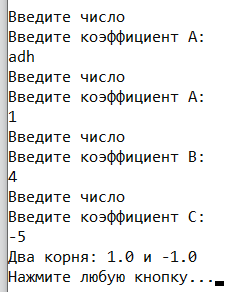 Введите число
Введите коэффициент A:
adh
Введите число
Введите коэффициент A:
1
Введите число
Введите коэффициент B:
4
Введите число
Введите коэффициент C:
-5
Два корня: 1.0 и -1.0
Нажмите любую кнопку...